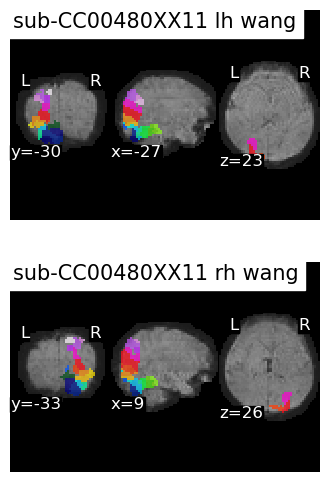 sub-CC00480XX11 lh wang
L R L R
y=-30 x=-27 z=23
sub-CC00480XX11 rh wang
L R L R
y=-33 x=9 z=26